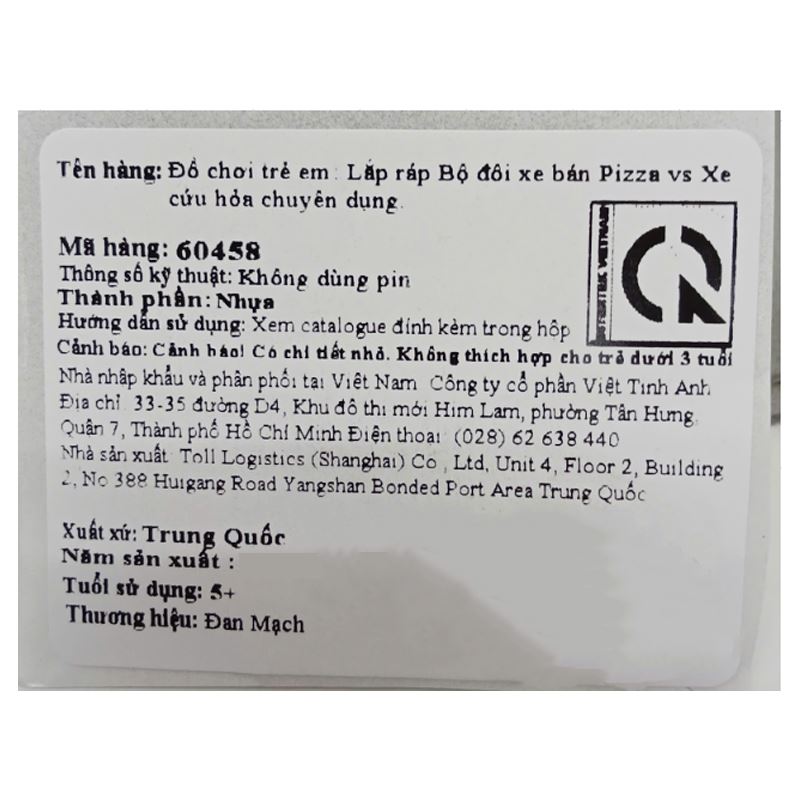 Tên hàng: Đồ chơi trẻ em : Lắp ráp Bộ đôi xe bán Pizza vs Xe
cứu hỏa chuyên dụng.
Mã hàng: 60458
Thông số kỹ thuật: Không dùng pin
Thành phần: Nhựa
Hướng dẫn sử dụng: Xem catalogue đính kèm trong hộp
Cảnh báo: Cảnh báo! Có chi tiết nhỏ. Không thích hợp cho trẻ dưới 3 tuổi
Nhà nhập khẩu và phân phối tại Việt Nam Công ty cổ phần Việt Tinh Anh
Địa chỉ 33-35 đường D4, Khu đô thị mới Him Lam, phường Tân Hưng,
Quận 7, Thành phố Hồ Chí Minh Điện thoại (028) 62 638 440
Nhà sản xuất Toll Logistics (Shanghai) Co , Ltd, Unit 4, Floor 2, Building
2, No 388 Huigang Road Yangshan Bonded Port Area Trung Quốc
Xuất xứ: Trung Quốc
Năm sản xuất :
Tuổi sử dụng: 5+
Thương hiệu: Đan Mạch